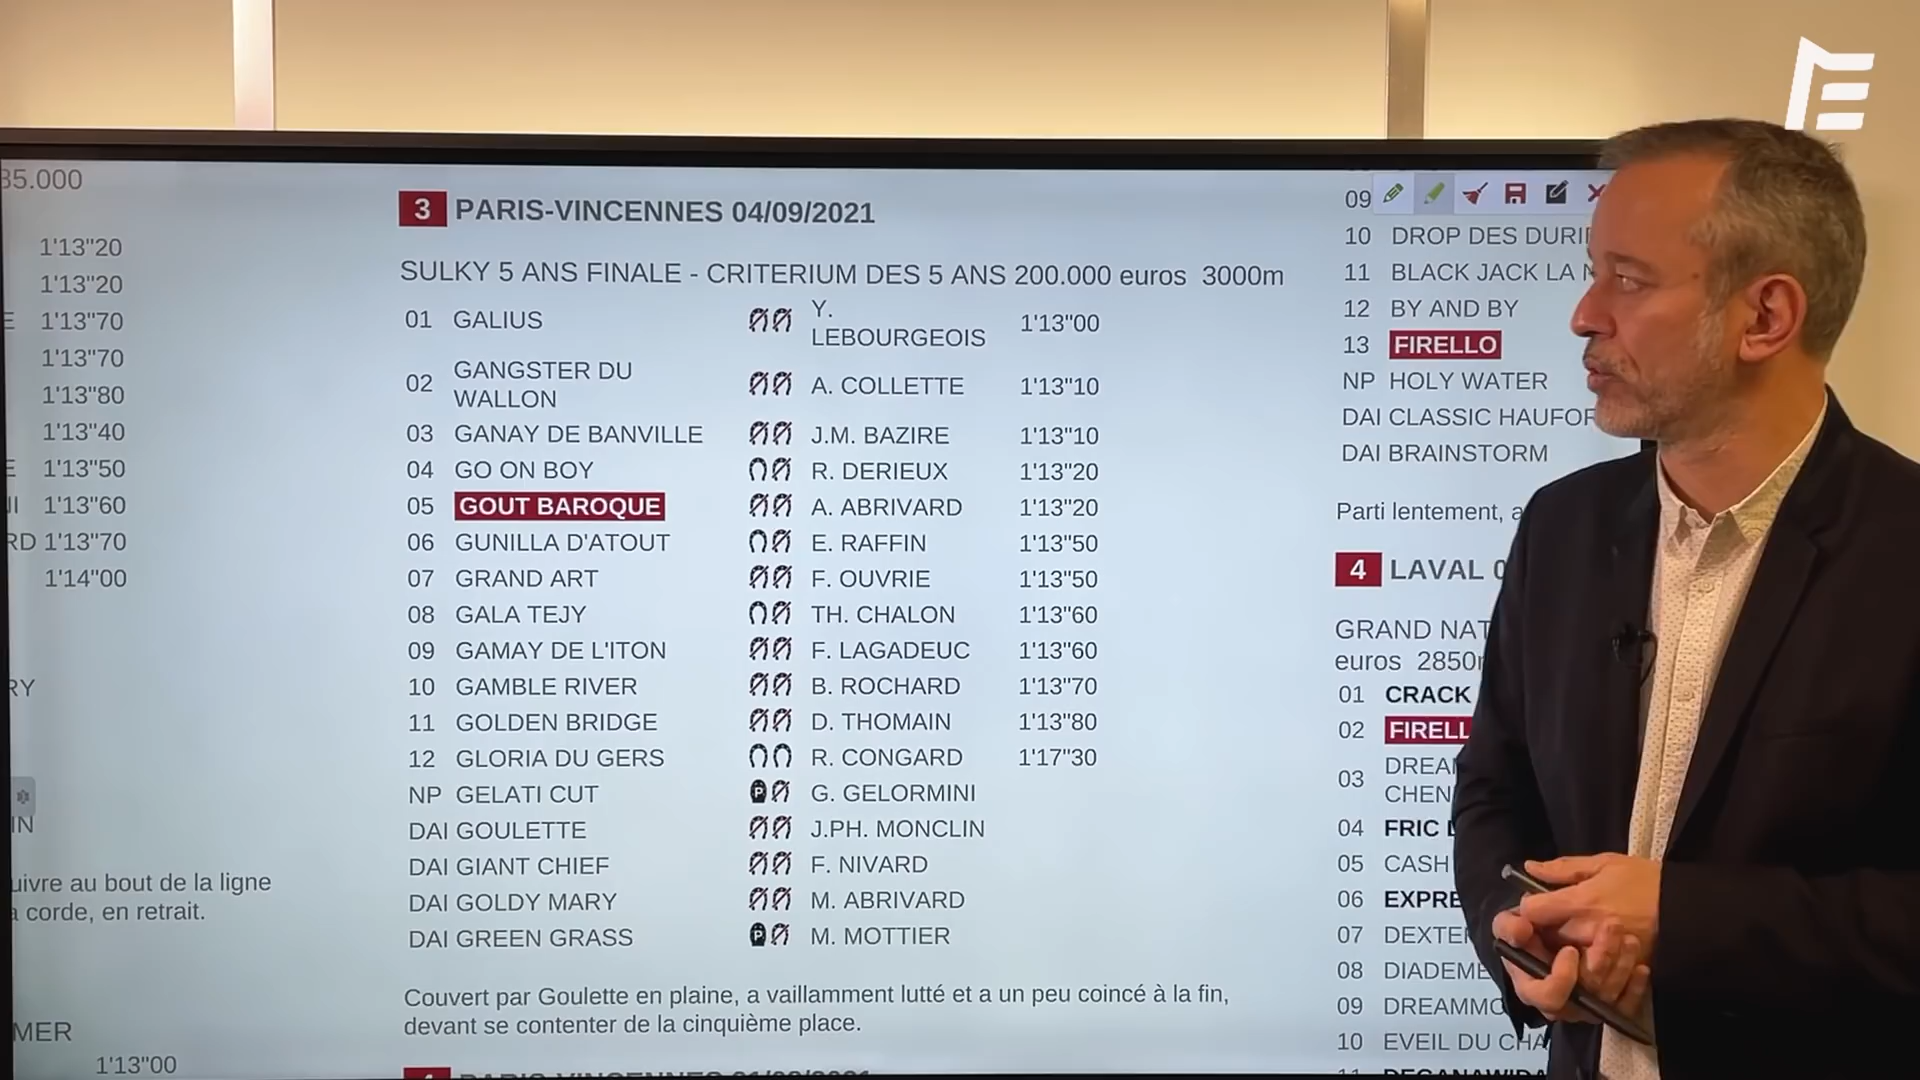 35.000
1'13"20
1'13"20
E 1'13"70
1'13"70
1'13"80
1'13"40
E 1'13"50
1'13"60
RD 1'13"70
1'14"00
RY
IN
uivre au bout de la ligne
a corde, en retrait.
MER
1'13"00
3 PARIS-VINCENNES 04/09/2021
SULKY 5 ANS FINALE - CRITERIUM DES 5 ANS 200.000 euros 3000m
01 GALIUS Y. LEBOURGEOIS 1'13"00
02 GANGSTER DU WALLON A. COLLETTE 1'13"10
03 GANAY DE BANVILLE J.M. BAZIRE 1'13"10
04 GO ON BOY R. DERIEUX 1'13"20
05 GOUT BAROQUE A. ABRIVARD 1'13"20
06 GUNILLA D'ATOUT E. RAFFIN 1'13"50
07 GRAND ART F. OUVRIE 1'13"50
08 GALA TEJY TH. CHALON 1'13"60
09 GAMAY DE L'ITON F. LAGADEUC 1'13"60
10 GAMBLE RIVER B. ROCHARD 1'13"70
11 GOLDEN BRIDGE D. THOMAIN 1'13"80
12 GLORIA DU GERS R. CONGARD 1'17"30
NP GELATI CUT P G. GELORMINI
DAI GOULETTE J.PH. MONCLIN
DAI GIANT CHIEF F. NIVARD
DAI GOLDY MARY M. ABRIVARD
DAI GREEN GRASS P M. MOTTIER
Couvert par Goulette en plaine, a vaillamment lutté et a un peu coincé à la fin,
devant se contenter de la cinquième place.
09
10 DROP DES DURI
11 BLACK JACK LA
12 BY AND BY
13 FIRELLO
NP HOLY WATER
DAI CLASSIC HAUFOR
DAI BRAINSTORM
Parti lentement, a
4 LAVAL 0
GRAND NAT
euros 2850
01 CRACK
02 FIRELL
03 DREAM
CHEN
04 FRIC
05 CASH
06 EXPRE
07 DEXTE
08 DIADEME
09 DREAMMO
10 EVEIL DU CHA